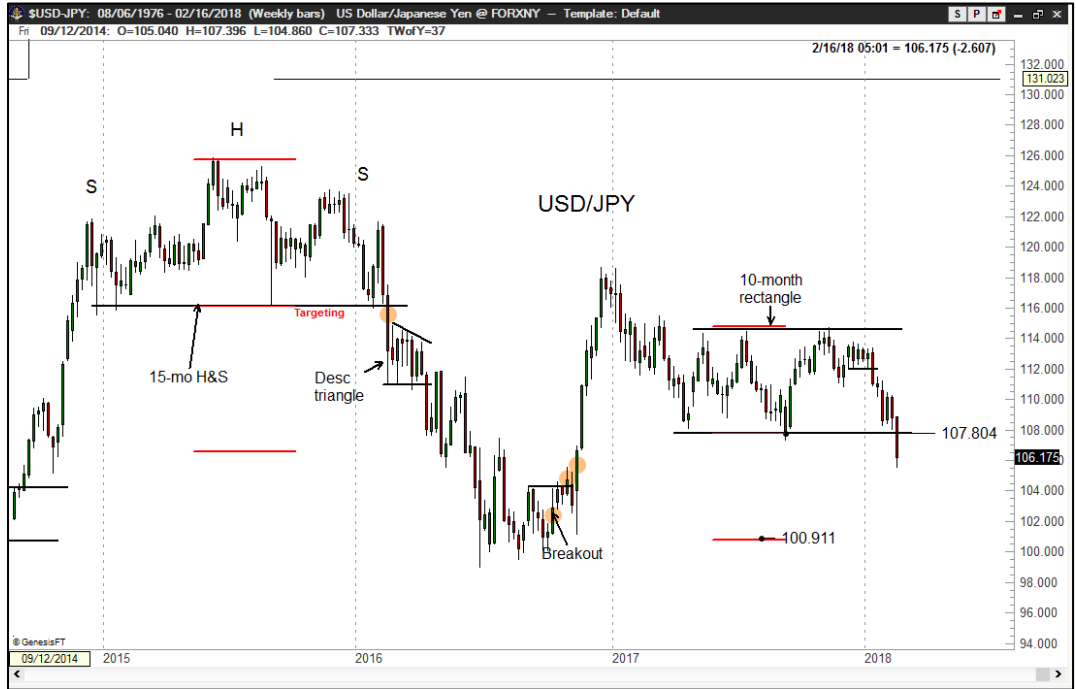 $USD-JPY: 08/06/1976 - 02/16/2018 (Weekly bars) US Dollar/Japanese Yen @ FORXNY — Template: Default
S P
Fri 09/12/2014: O=105.040 H=107.396 L=104.860 C=107.333 TWofY=37
2/16/18 05:01 = 106.175 (-2.607)
132.000
131.023
130.000
128.000
126.000
124.000
122.000
120.000
118.000
116.000
114.000
112.000
110.000
108.000
106.175
104.000
102.000
100.000
98.000
96.000
94.000
H
S
S
USD/JPY
10-month
rectangle
Targeting
15-mo H&S
Desc
triangle
107.804
100.911
Breakout
© GenesisFT
09/12/2014 2015 2016 2017 2018